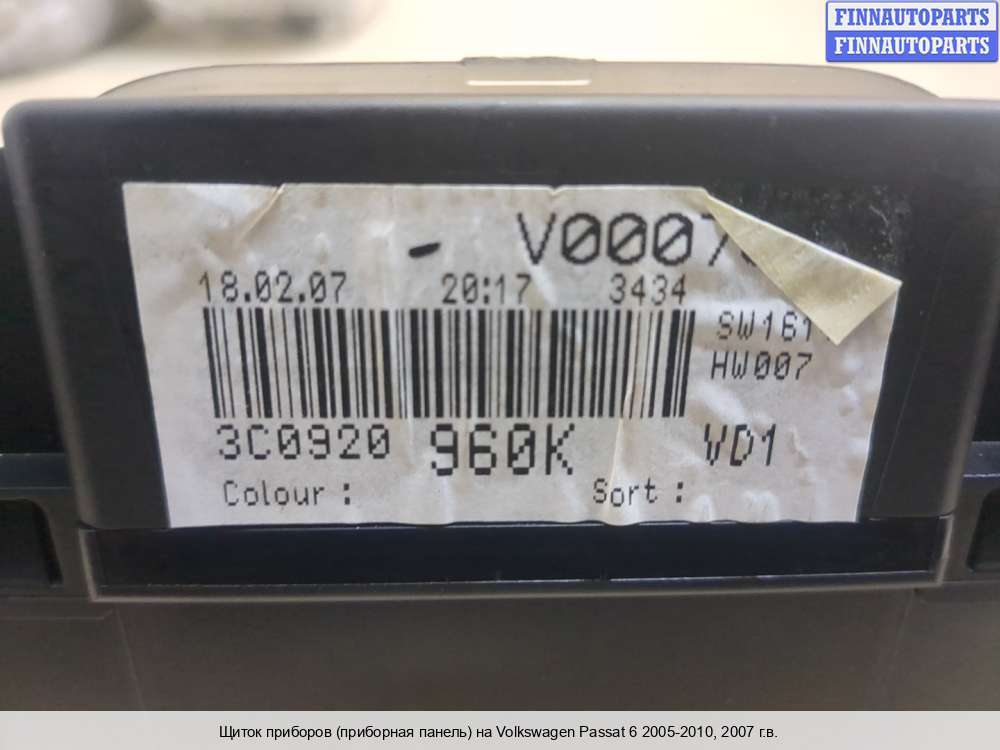 FINNAUTOPARTS
FINNAUTOPARTS
18.02.07 20:17 3434
SW161
HW007
3C0920 960K VD1
Colour : Sort :
Щиток приборов (приборная панель) на Volkswagen Passat 6 2005-2010, 2007 г.в.